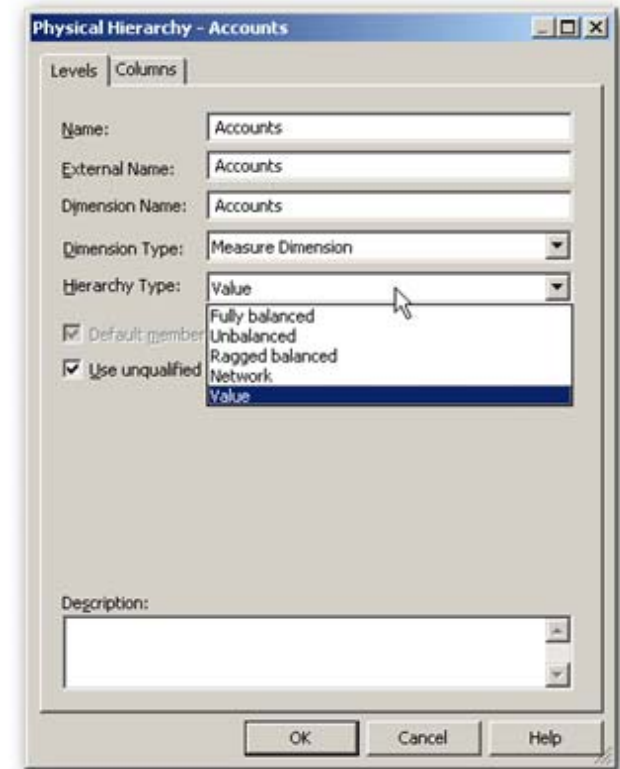 Physical Hierarchy - Accounts
Levels Columns
Name: Accounts
External Name: Accounts
Dimension Name: Accounts
Dimension Type: Measure Dimension
Hierarchy Type: Value
Fully balanced
Default member Unbalanced
Ragged balanced
Use unqualified Network
Value
Description:
OK Cancel Help